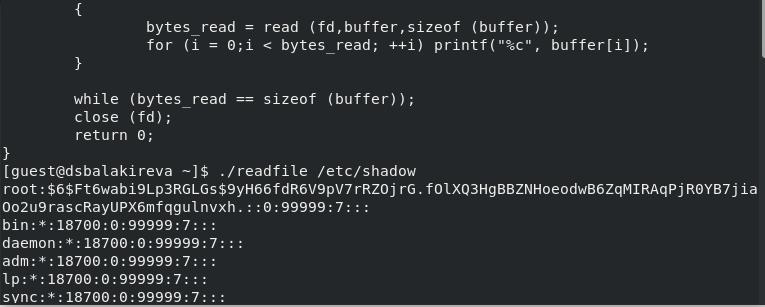 {
bytes_read = read (fd,buffer,sizeof (buffer));
for (i = 0;i < bytes_read; ++i) printf("%c", buffer[i]);
}
while (bytes_read == sizeof (buffer));
close (fd);
return 0;
}
[guest@dsbalakireva ~]$ ./readfile /etc/shadow
root:$6$Ft6wabi9Lp3RGLGs$9yH66fdR6V9pV7rRZOjrG.fOlXQ3HgBBZNHoeodwB6ZqMIRAqPjR0YB7jia
Oo2u9rascRayUPX6mfqgulnvxh.::0:99999:7:::
bin:*:18700:0:99999:7:::
daemon:*:18700:0:99999:7:::
adm:*:18700:0:99999:7:::
lp:*:18700:0:99999:7:::
sync:*:18700:0:99999:7:::